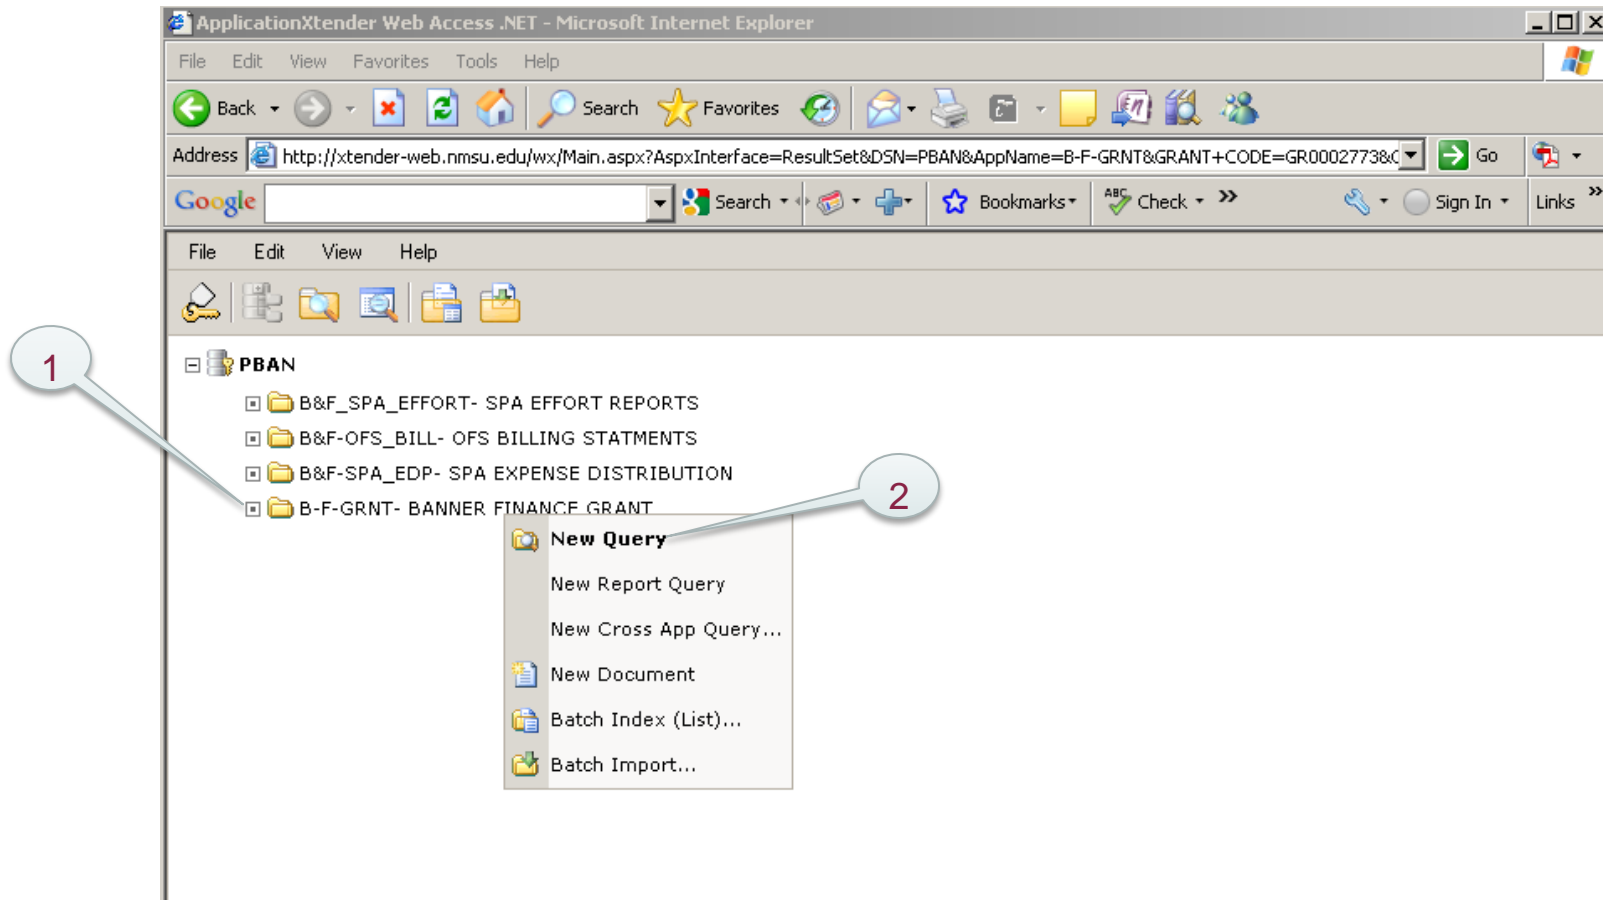 ApplicationXtender Web Access .NET - Microsoft Internet Explorer
File Edit View Favorites Tools Help
Back Search Favorites
Address http://xtender-web.nmsu.edu/wx/Main.aspx?AspxInterface=ResultSet&DSN=PBAN&AppName=B-F-GRNT&GRANT+CODE=GR0002773&C Go
Google Search Bookmarks ABC Check Sign In Links
File Edit View Help
1
PBAN
B&F_SPA_EFFORT- SPA EFFORT REPORTS
B&F-OFS_BILL- OFS BILLING STATMENTS
B&F-SPA_EDP- SPA EXPENSE DISTRIBUTION
B-F-GRNT- BANNER FINANCE GRANT
2
New Query
New Report Query
New Cross App Query...
New Document
Batch Index (List)...
Batch Import...